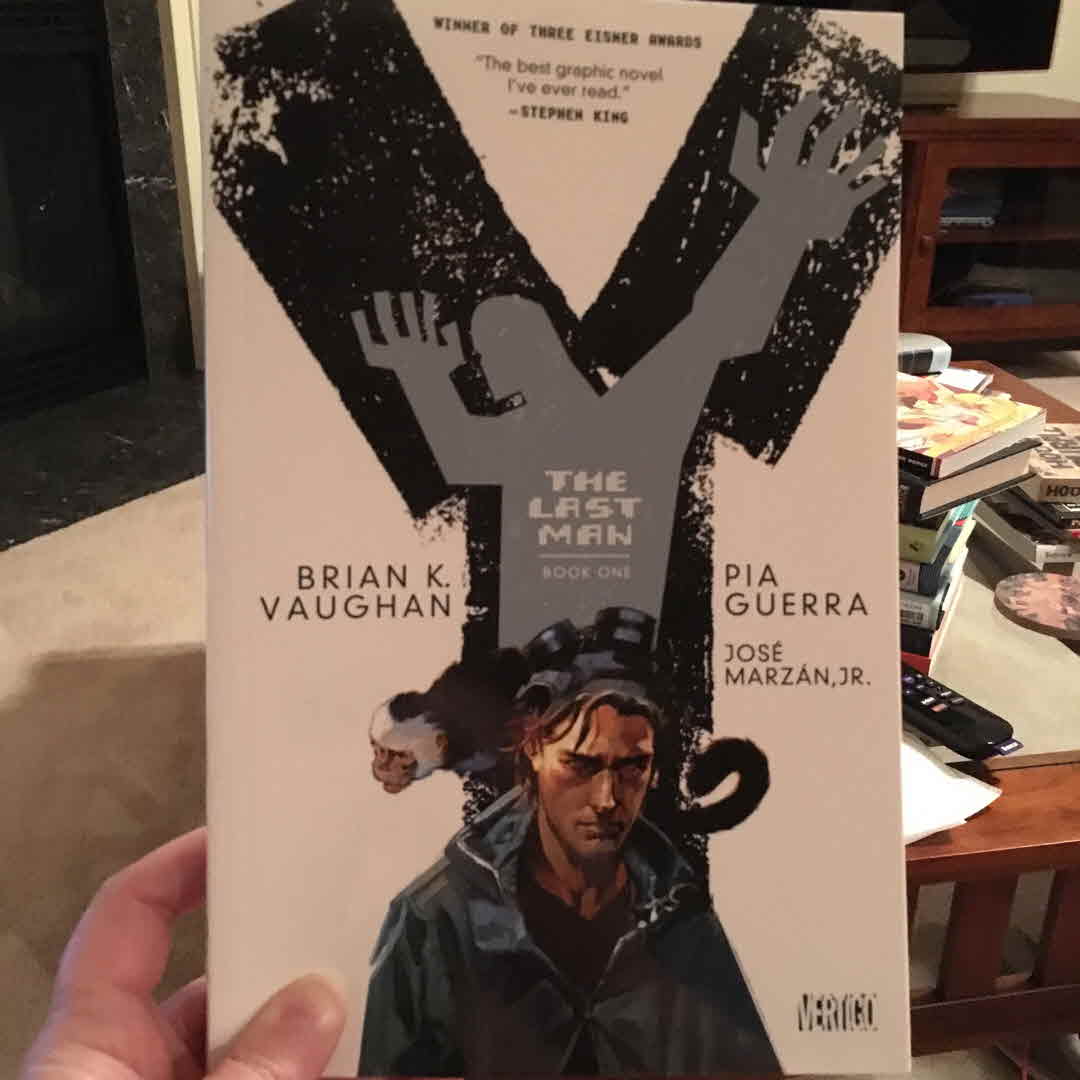 WINNER OF THREE EISNER AWARDS
"The best graphic novel
I've ever read."
—STEPHEN KING
Y
THE
LAST
MAN
BOOK ONE
BRIAN K.
VAUGHAN
PIA
GUERRA
JOSÉ
MARZÁN, JR.
VERTIGO